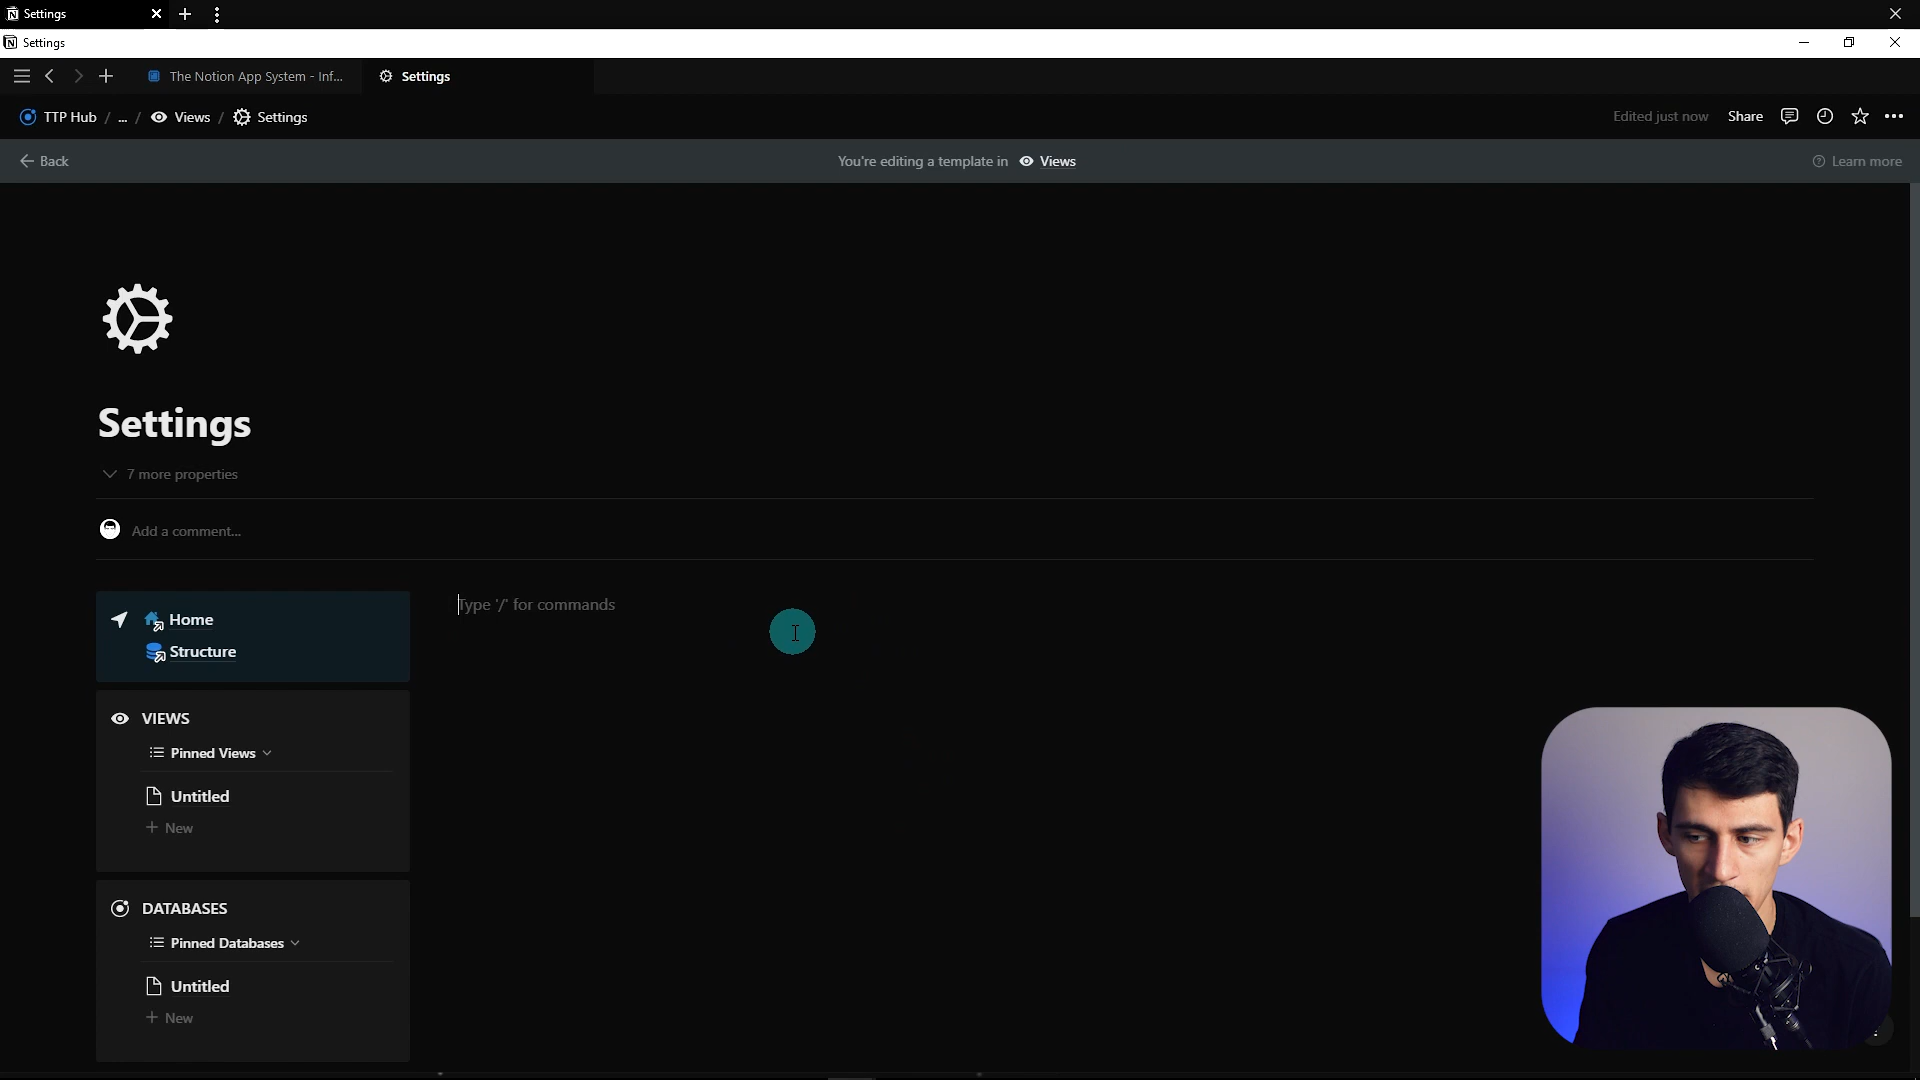 Settings
Settings
The Notion App System - Inf...
Settings
TTP Hub / ... / Views / Settings
Edited just now
Share
Back
You're editing a template in Views
Learn more
Settings
7 more properties
Add a comment...
Home
Structure
Type '/' for commands
VIEWS
Pinned Views
Untitled
+ New
DATABASES
Pinned Databases
Untitled
+ New